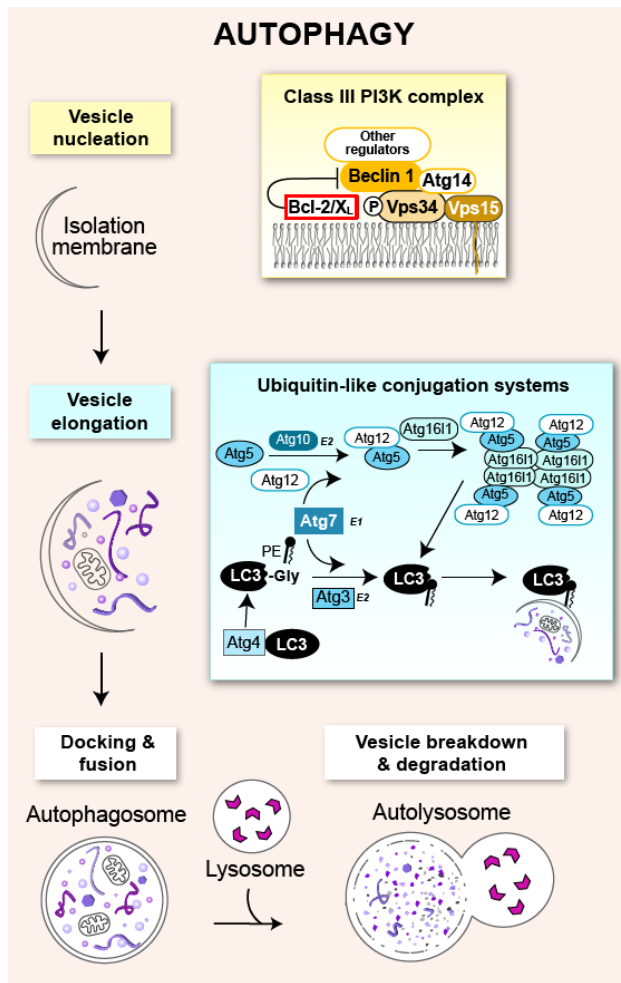 AUTOPHAGY
Vesicle
nucleation
Isolation
membrane
Class III PI3K complex
Other
regulators
Beclin 1
Atg14
Bcl-2/XL
P
Vps34
Vps15
Vesicle
elongation
Ubiquitin-like conjugation systems
Atg5
Atg10 E2
Atg12
Atg12
Atg5
Atg16l1
Atg12
Atg5
Atg16l1
Atg16l1
Atg5
Atg12
Atg12
Atg5
Atg16l1
Atg16l1
Atg5
Atg12
Atg7 E1
PE
LC3 -Gly
Atg3 E2
LC3
LC3
Atg4 LC3
Docking &
fusion
Autophagosome
Lysosome
Vesicle breakdown
& degradation
Autolysosome